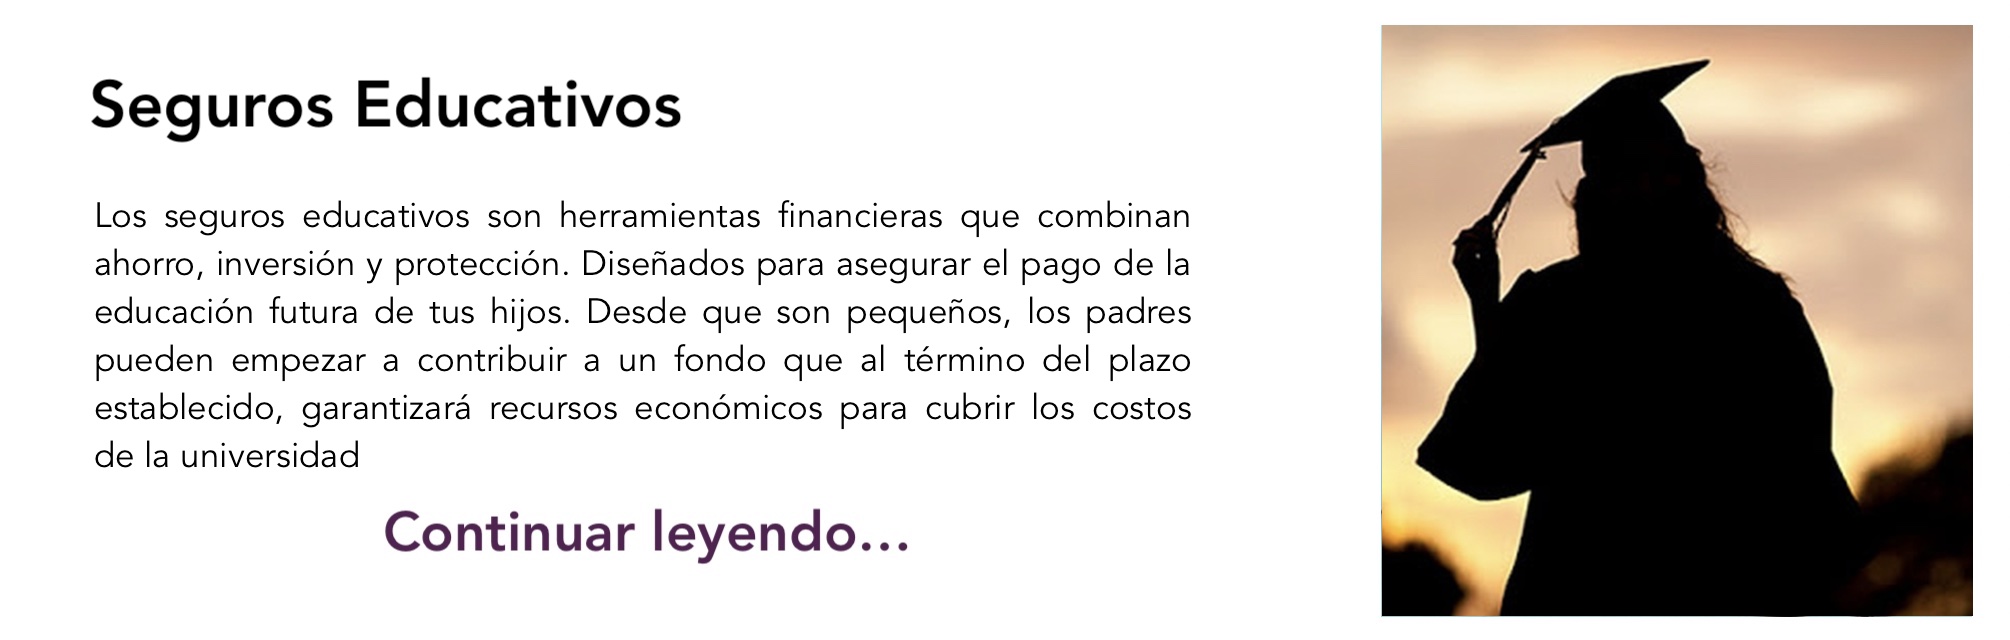 Seguros Educativos
Los seguros educativos son herramientas financieras que combinan
ahorro, inversión y protección. Diseñados para asegurar el pago de la
educación futura de tus hijos. Desde que son pequeños, los padres
pueden empezar a contribuir a un fondo que al término del plazo
establecido, garantizará recursos económicos para cubrir los costos
de la universidad
Continuar leyendo...